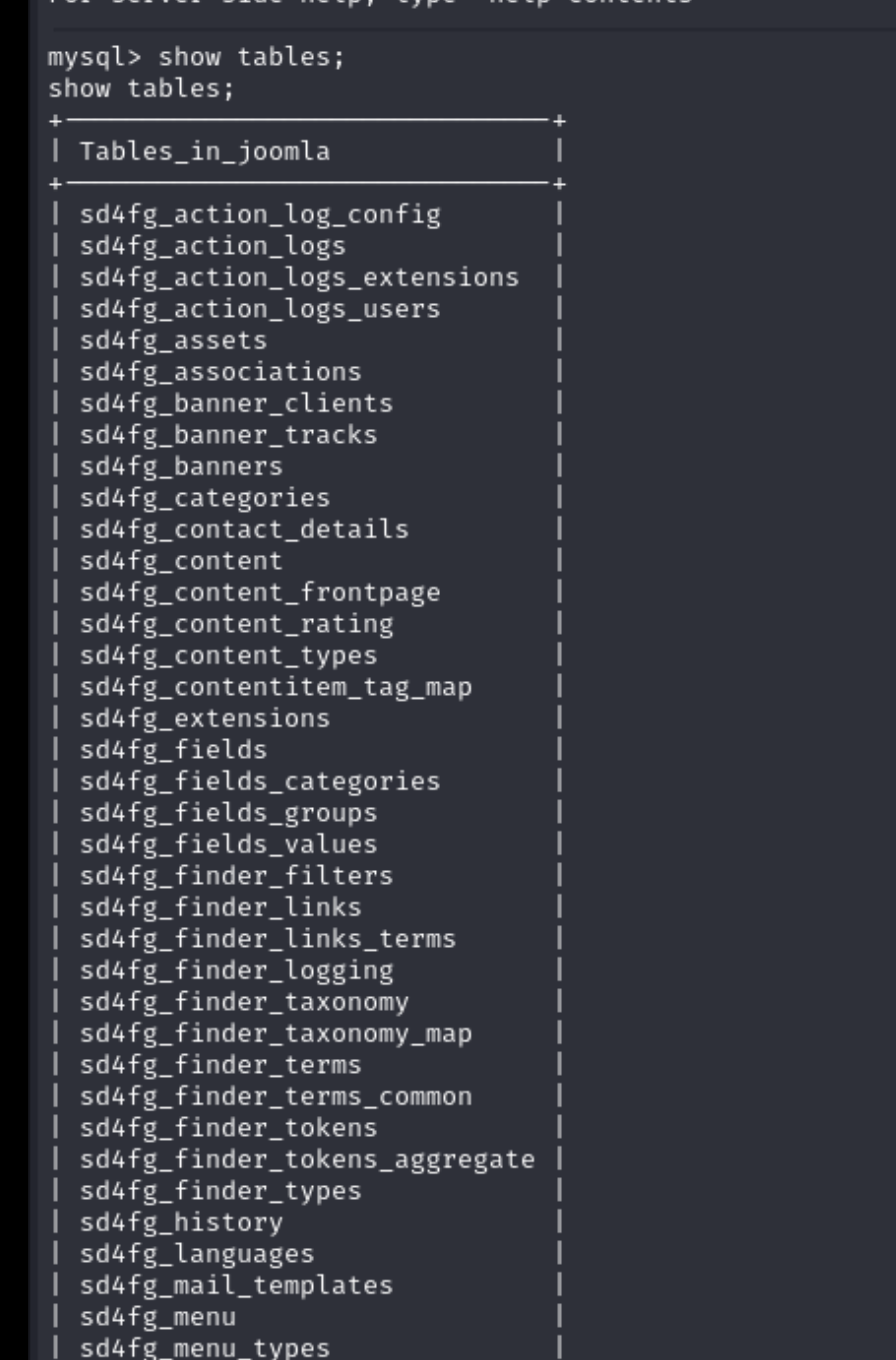 mysql> show tables;
show tables;
| Tables_in_joomla |
| sd4fg_action_log_config |
| sd4fg_action_logs |
| sd4fg_action_logs_extensions |
| sd4fg_action_logs_users |
| sd4fg_assets |
| sd4fg_associations |
| sd4fg_banner_clients |
| sd4fg_banner_tracks |
| sd4fg_banners |
| sd4fg_categories |
| sd4fg_contact_details |
| sd4fg_content |
| sd4fg_content_frontpage |
| sd4fg_content_rating |
| sd4fg_content_types |
| sd4fg_contentitem_tag_map |
| sd4fg_extensions |
| sd4fg_fields |
| sd4fg_fields_categories |
| sd4fg_fields_groups |
| sd4fg_fields_values |
| sd4fg_finder_filters |
| sd4fg_finder_links |
| sd4fg_finder_links_terms |
| sd4fg_finder_logging |
| sd4fg_finder_taxonomy |
| sd4fg_finder_taxonomy_map |
| sd4fg_finder_terms |
| sd4fg_finder_terms_common |
| sd4fg_finder_tokens |
| sd4fg_finder_tokens_aggregate |
| sd4fg_finder_types |
| sd4fg_history |
| sd4fg_languages |
| sd4fg_mail_templates |
| sd4fg_menu |
| sd4fg_menu_types |